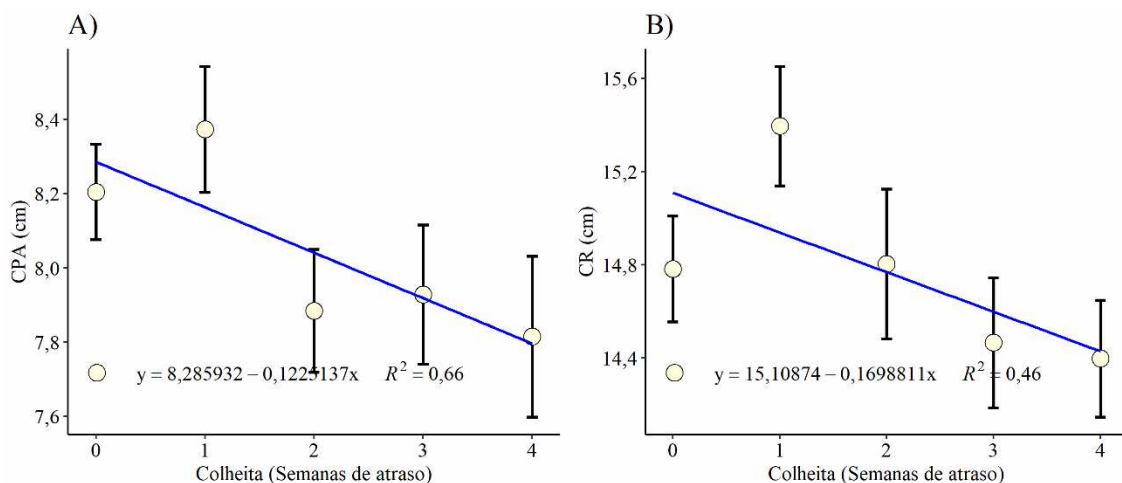 A)
CPA (cm)
8,4
8,2
8,0
7,8
7,6
y = 8,285932 – 0,1225137x R² = 0,66
0 1 2 3 4
Colheita (Semanas de atraso)
B)
CR (cm)
15,6
15,2
14,8
14,4
y = 15,10874 – 0,1698811x R² = 0,46
0 1 2 3 4
Colheita (Semanas de atraso)